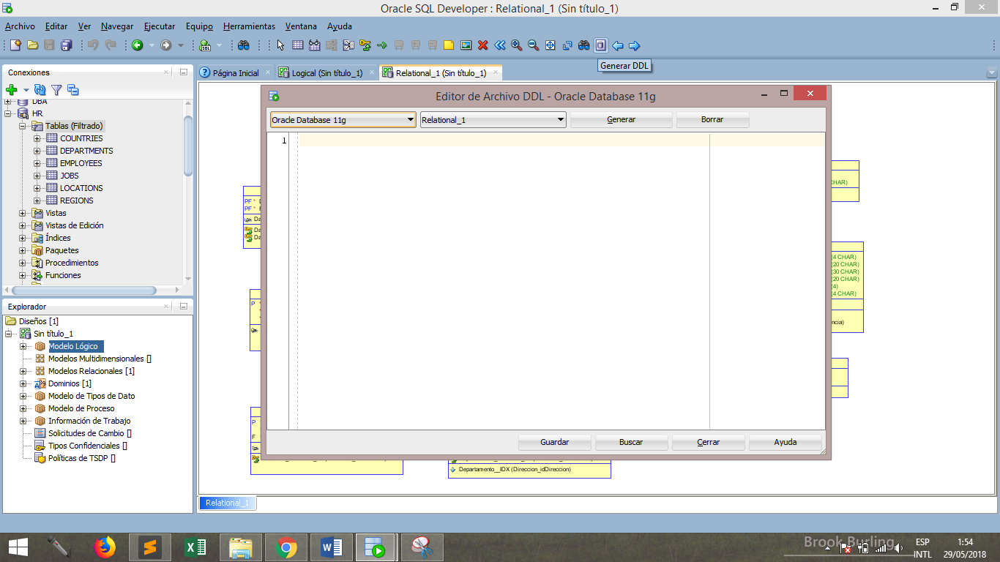 Oracle SQL Developer : Relational_1 (Sin título_1)
Archivo Editar Ver Navegar Ejecutar Equipo Herramientas Ventana Ayuda
Generar DDL
Conexiones
Página Inicial
Logical (Sin título_1)
Relational_1 (Sin título_1)
DBA
HR
Tablas (Filtrado)
COUNTRIES
DEPARTMENTS
EMPLOYEES
JOBS
LOCATIONS
REGIONS
Vistas
Vistas de Edición
Índices
Paquetes
Procedimientos
Funciones
Explorador
Diseños [1]
Sin título_1
Modelo Lógico
Modelos Multidimensionales []
Modelos Relacionales [1]
Dominios [1]
Modelo de Tipos de Dato
Modelo de Proceso
Información de Trabajo
Solicitudes de Cambio []
Tipos Confidenciales []
Políticas de TSDP []
Editor de Archivo DDL - Oracle Database 11g
Oracle Database 11g
Relational_1
Generar
Borrar
1
Guardar
Buscar
Cerrar
Ayuda
PF *
PF *
Da
Da
Da
P
P
F
CHAR)
(4 CHAR)
(20 CHAR)
(30 CHAR)
(20 CHAR)
(4)
(4 CHAR)
ncia)
Departamento__IDX (Direccion_idDireccion)
Relational_1
Brook Burling
ESP
INTL
1:54
29/05/2018